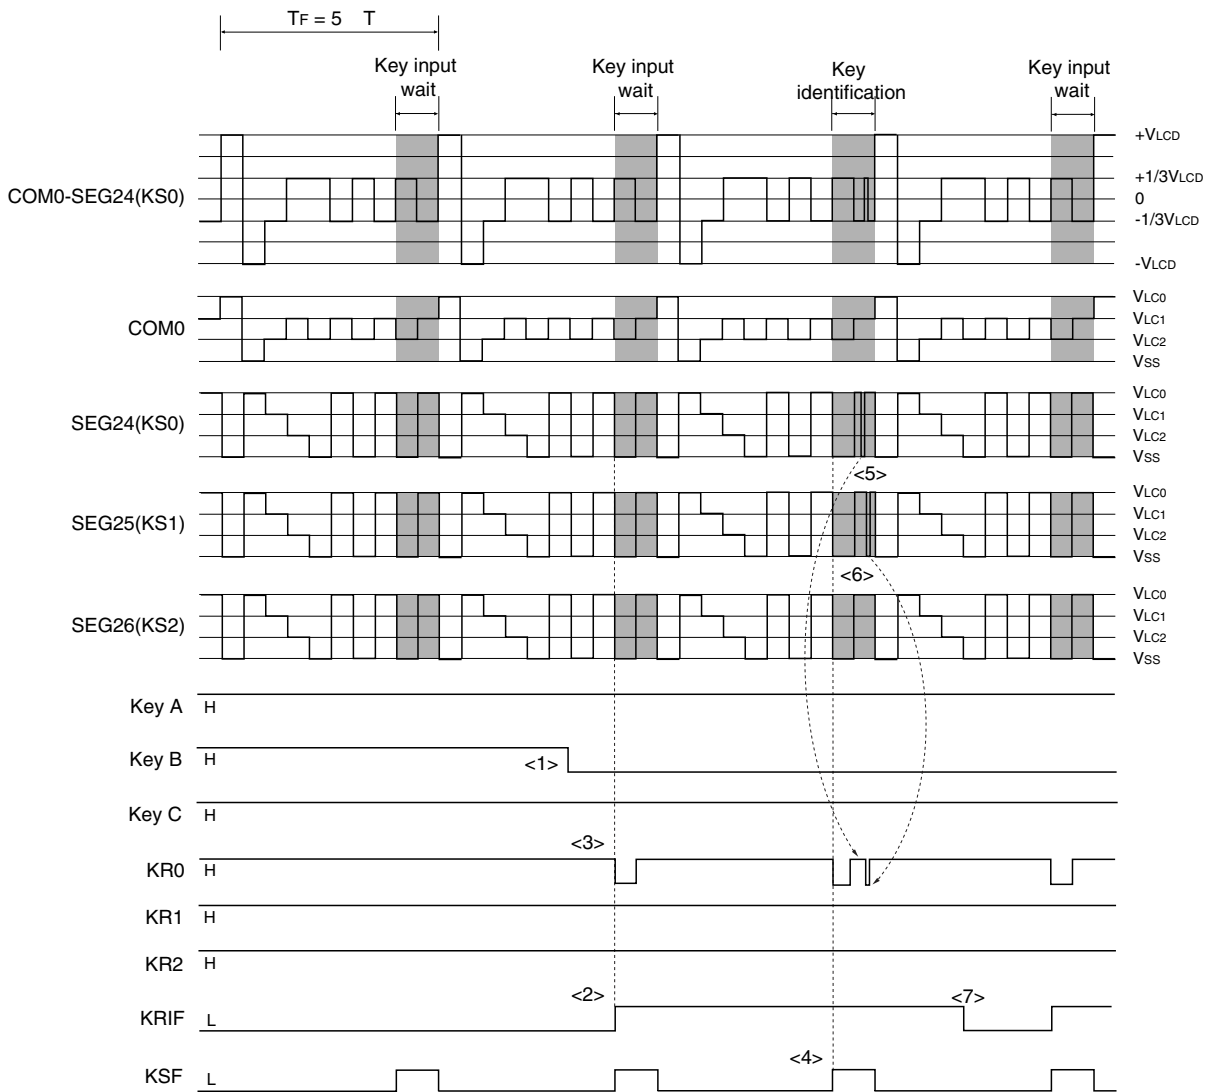 TF = 5 T
Key input
wait
Key input
wait
Key
identification
Key input
wait
COM0-SEG24(KS0)
+VLCD
+1/3VLCD
0
-1/3VLCD
-VLCD
COM0
VLC0
VLC1
VLC2
VSS
SEG24(KS0)
VLC0
VLC1
VLC2
VSS
<5>
SEG25(KS1)
VLC0
VLC1
VLC2
VSS
<6>
SEG26(KS2)
VLC0
VLC1
VLC2
VSS
Key A H
Key B H <1>
Key C H
<3>
KR0 H
KR1 H
KR2 H
<2> <7>
KRIF L
<4>
KSF L